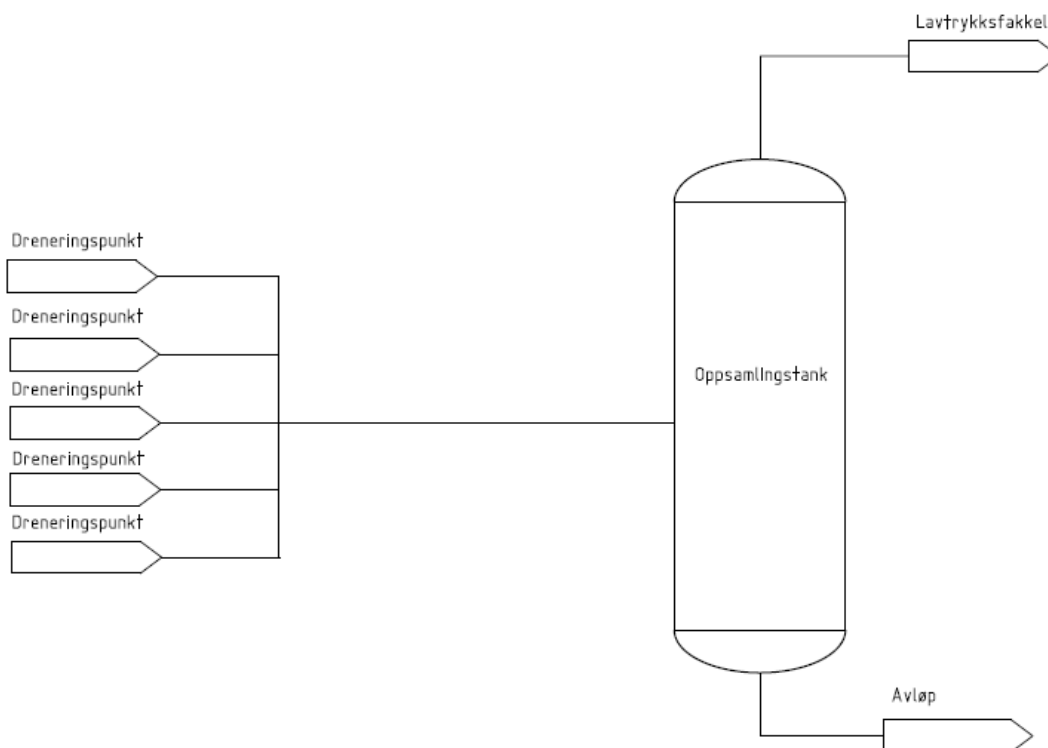 Lavtrykksfakkel
Dreneringspunkt
Dreneringspunkt
Oppsamlingstank
Dreneringspunkt
Dreneringspunkt
Dreneringspunkt
Avløp